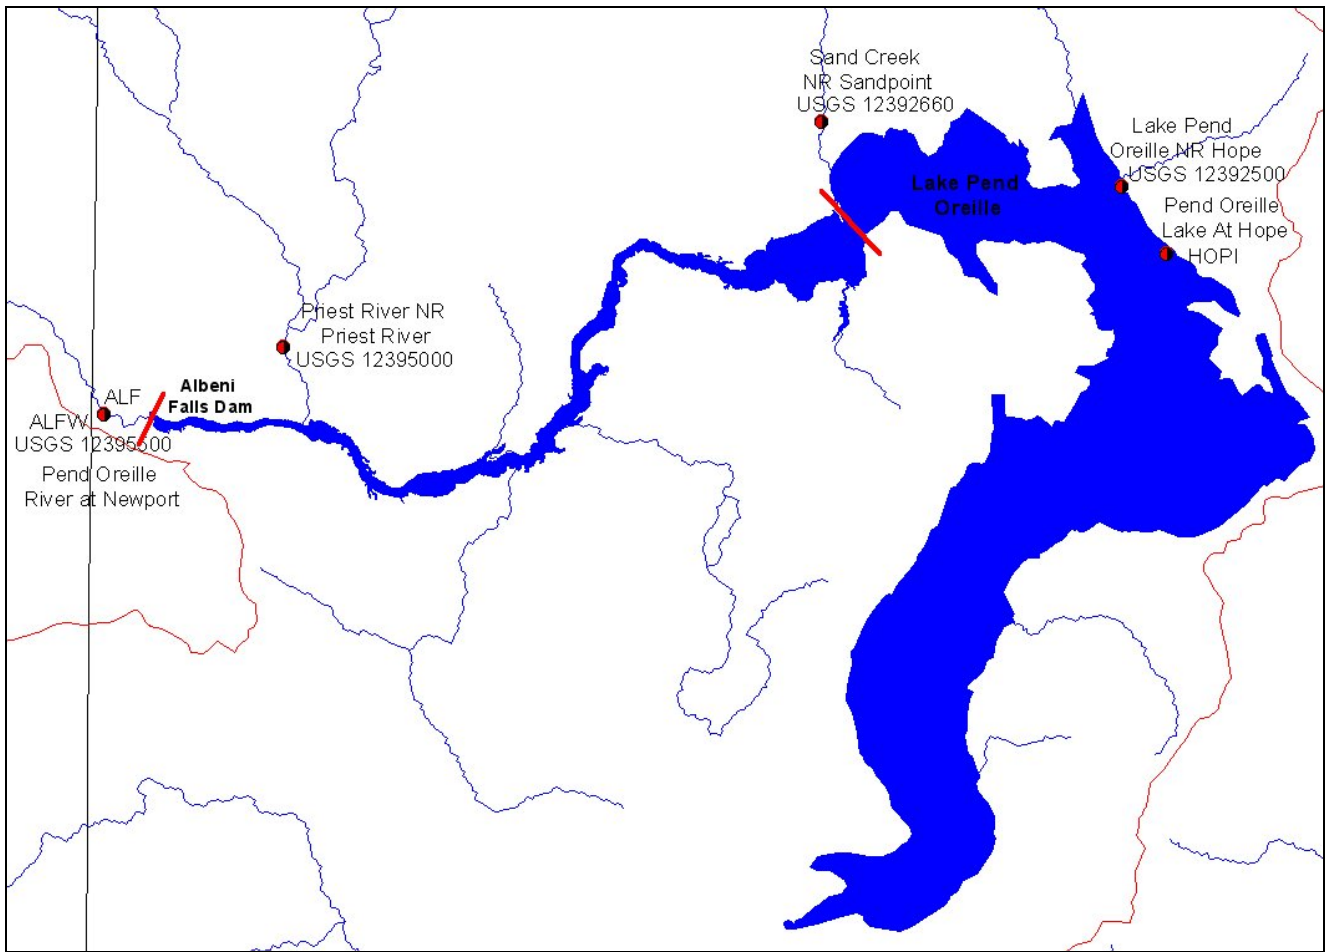 Sand Creek
NR Sandpoint
USGS 12392660
Lake Pend
Oreille NR Hope
USGS 12392500
Lake Pend
Oreille
Pend Oreille
Lake At Hope
HOPI
Priest River NR
Priest River
USGS 12395000
Albeni
Falls Dam
ALF
ALFW
USGS 12395500
Pend Oreille
River at Newport